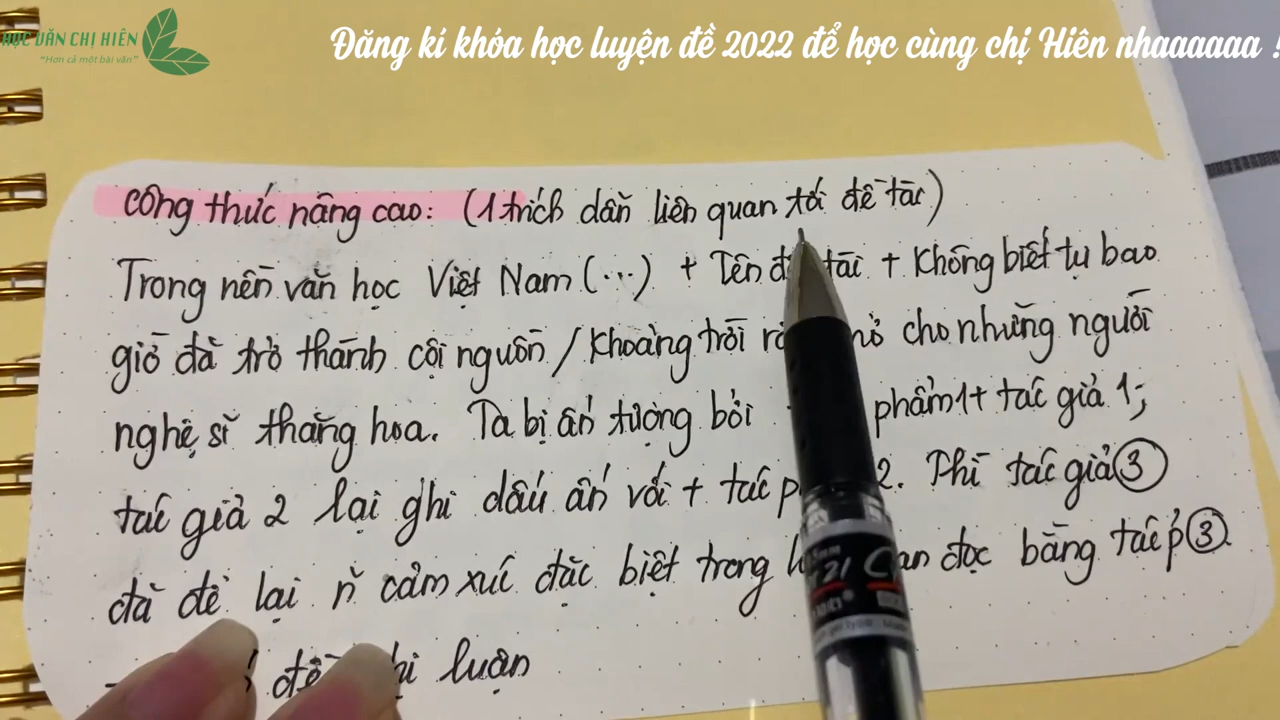 HỌC VĂN CHỊ HIÊN
"Hơn cả một bài văn"
Đăng kí khóa học luyện đề 2022 để học cùng chị Hiên nhaaaaaa !
Công thức nâng cao: (1 trích dẫn liên quan tới đề tài)
Trong nền văn học Việt Nam (...) + Tên tài + không biết tự bao
giờ đã trở thành cội nguồn / khoảng trời cho những người
nghệ sĩ thăng hoa. Ta bị ấn tượng bởi phẩm 1 + tác giả 1;
tác giả 2 lại ghi dấu ấn với + tác 2. Thì tác giả ③
đã để lại ~n cảm xúc đặc biệt trong đọc bằng tác p ③.
luận